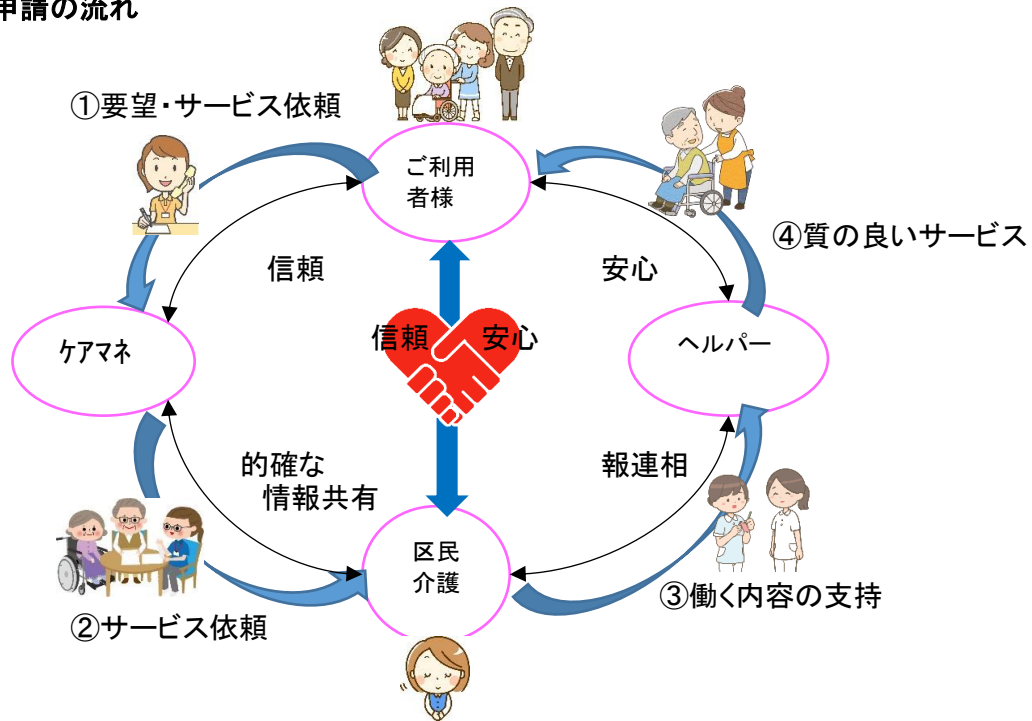 申請の流れ
①要望・サービス依頼
ご利用
者様
④質の良いサービス
信頼
安心
信頼
安心
ケアマネ
ヘルパー
的確な
情報共有
報連相
区民
介護
③働く内容の支持
②サービス依頼